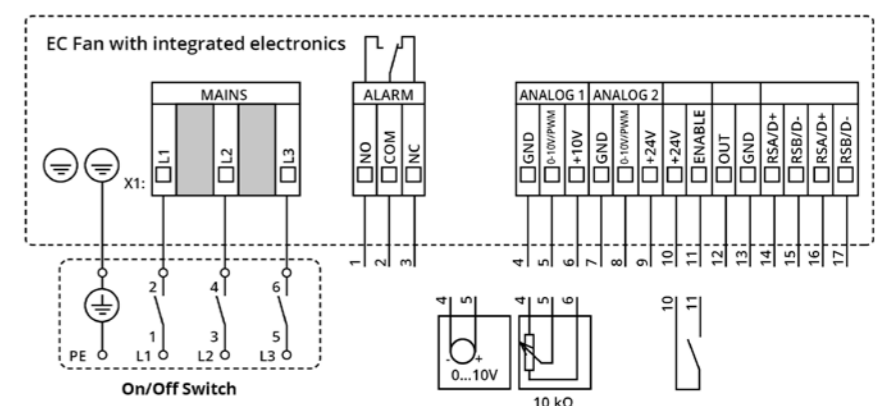 EC Fan with integrated electronics
MAINS
ALARM
ANALOG 1 ANALOG 2
X1: L1 L2 L3
NO COM NC
GND 0-10V/PWM +10V GND 0-10V/PWM +24V +24V ENABLE OUT GND RSA/D+ RSB/D- RSA/D+ RSB/D-
1 2 3
4 5 6 7 8 9 10 11 12 13 14 15 16 17
2 4 6
1 3 5
PE L1 L2 L3
On/Off Switch
4 5
- +
0...10V
4 5 6
10 kΩ
10 11